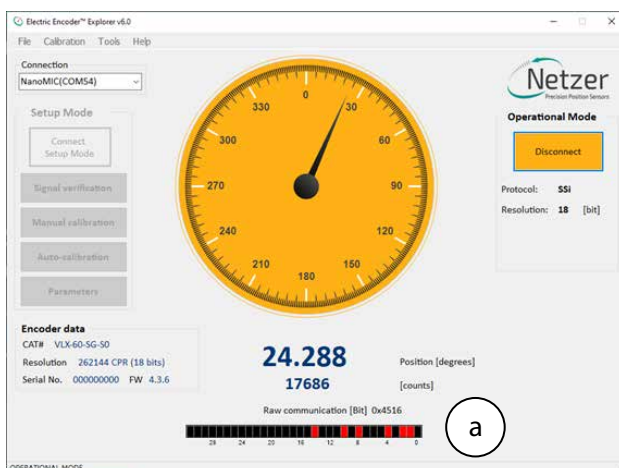 Electric Encoder™ Explorer v6.0
File Calibration Tools Help
Connection
NanoMIC(COM54)
Setup Mode
Connect
Setup Mode
Signal verification
Manual calibration
Auto-calibration
Parameters
0
30
60
90
120
150
180
210
240
270
300
330
Netzer
Precision Position Sensors
Operational Mode
Disconnect
Protocol: SSi
Resolution: 18 [bit]
Encoder data
CAT# VLX-60-SG-S0
Resolution 262144 CPR (18 bits)
Serial No. 000000000 FW 4.3.6
24.288 Position [degrees]
17686 [counts]
Raw communication [Bit] 0x4516
28 24 20 16 12 8 4 0
a
OPERATIONAL MODE